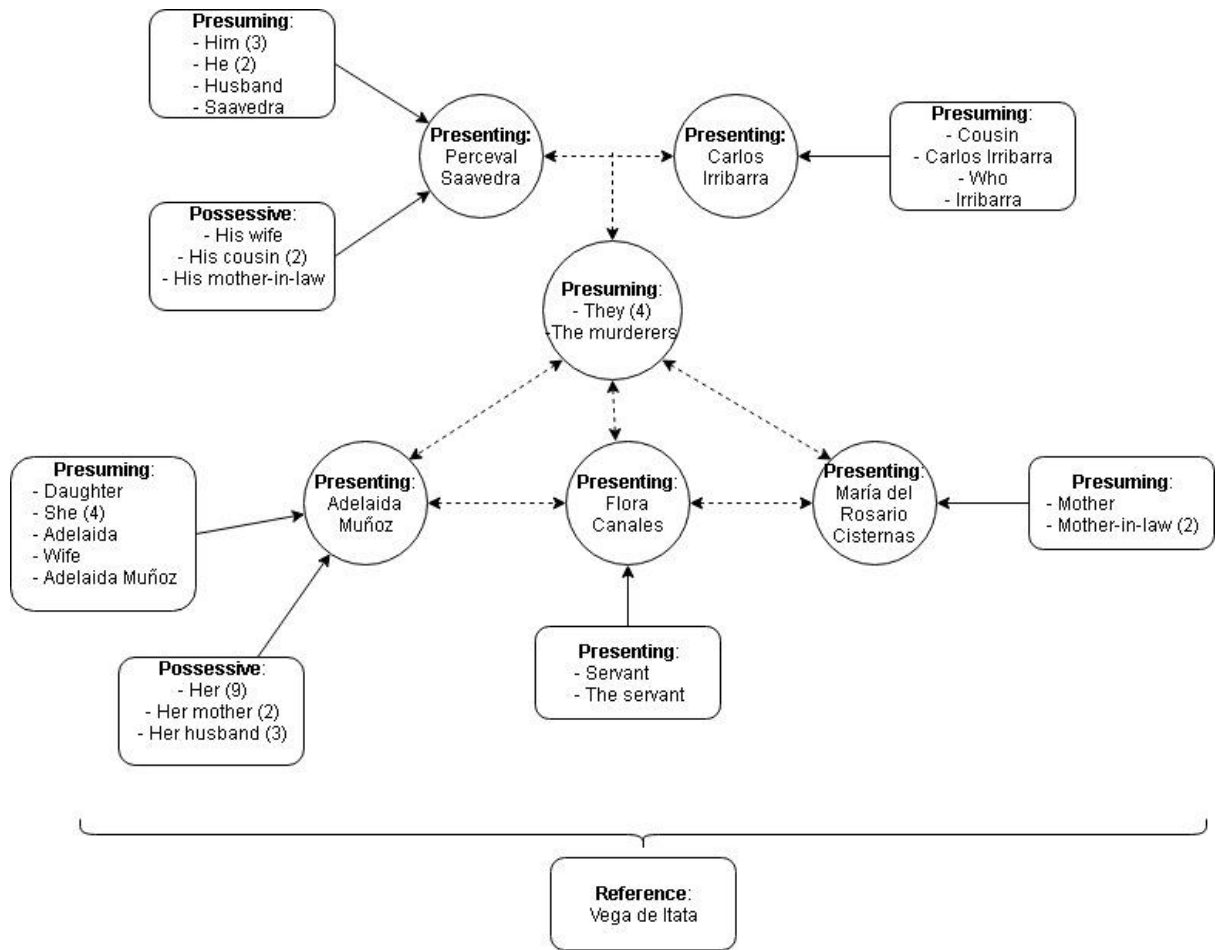 Presuming:
- Him (3)
- He (2)
- Husband
- Saavedra
Presenting:
Perceval
Saavedra
Presenting:
Carlos
Irribarra
Presuming:
- Cousin
- Carlos Irribarra
- Who
- Irribarra
Possessive:
- His wife
- His cousin (2)
- His mother-in-law
Presuming:
- They (4)
-The murderers
Presuming:
- Daughter
- She (4)
- Adelaida
- Wife
- Adelaida Muñoz
Presenting:
Adelaida
Muñoz
Presenting:
Flora
Canales
Presenting:
María del
Rosario
Cisternas
Presuming:
- Mother
- Mother-in-law (2)
Possessive:
- Her (9)
- Her mother (2)
- Her husband (3)
Presenting:
- Servant
- The servant
Reference:
Vega de Itata